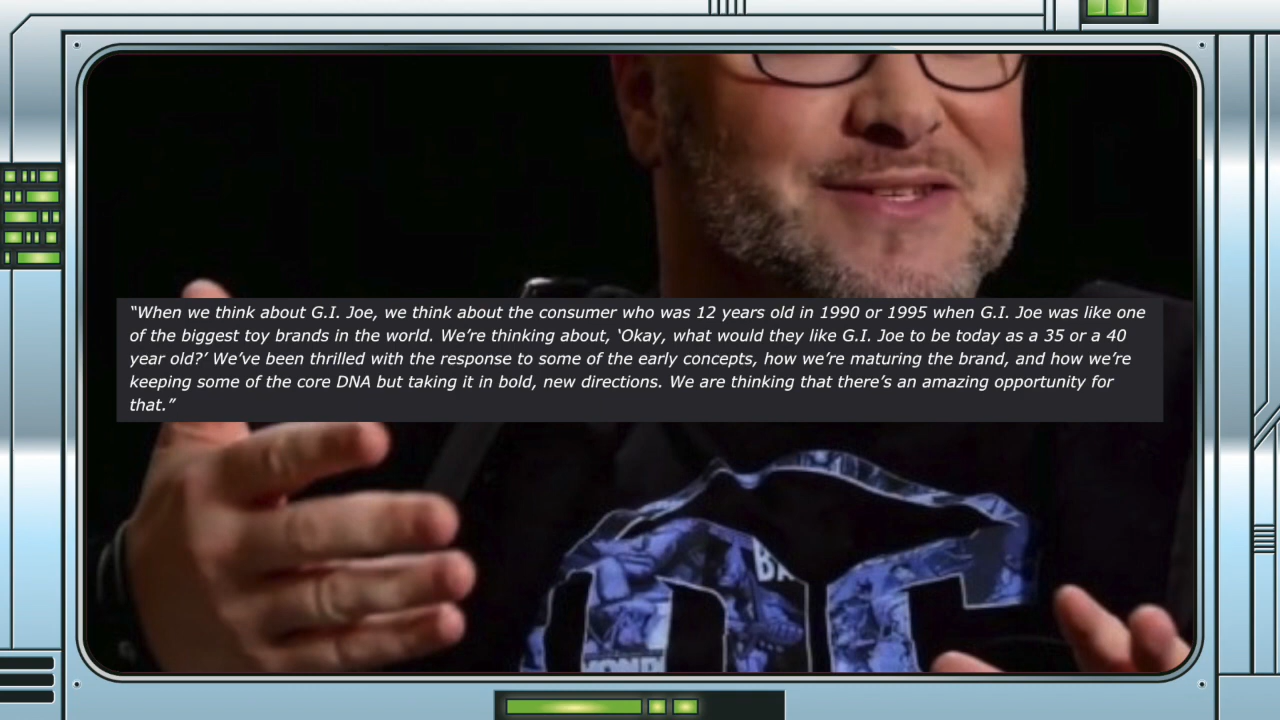 “When we think about G.I. Joe, we think about the consumer who was 12 years old in 1990 or 1995 when G.I. Joe was like one
of the biggest toy brands in the world. We’re thinking about, ‘Okay, what would they like G.I. Joe to be today as a 35 or a 40
year old?’ We’ve been thrilled with the response to some of the early concepts, how we’re maturing the brand, and how we’re
keeping some of the core DNA but taking it in bold, new directions. We are thinking that there’s an amazing opportunity for
that.”